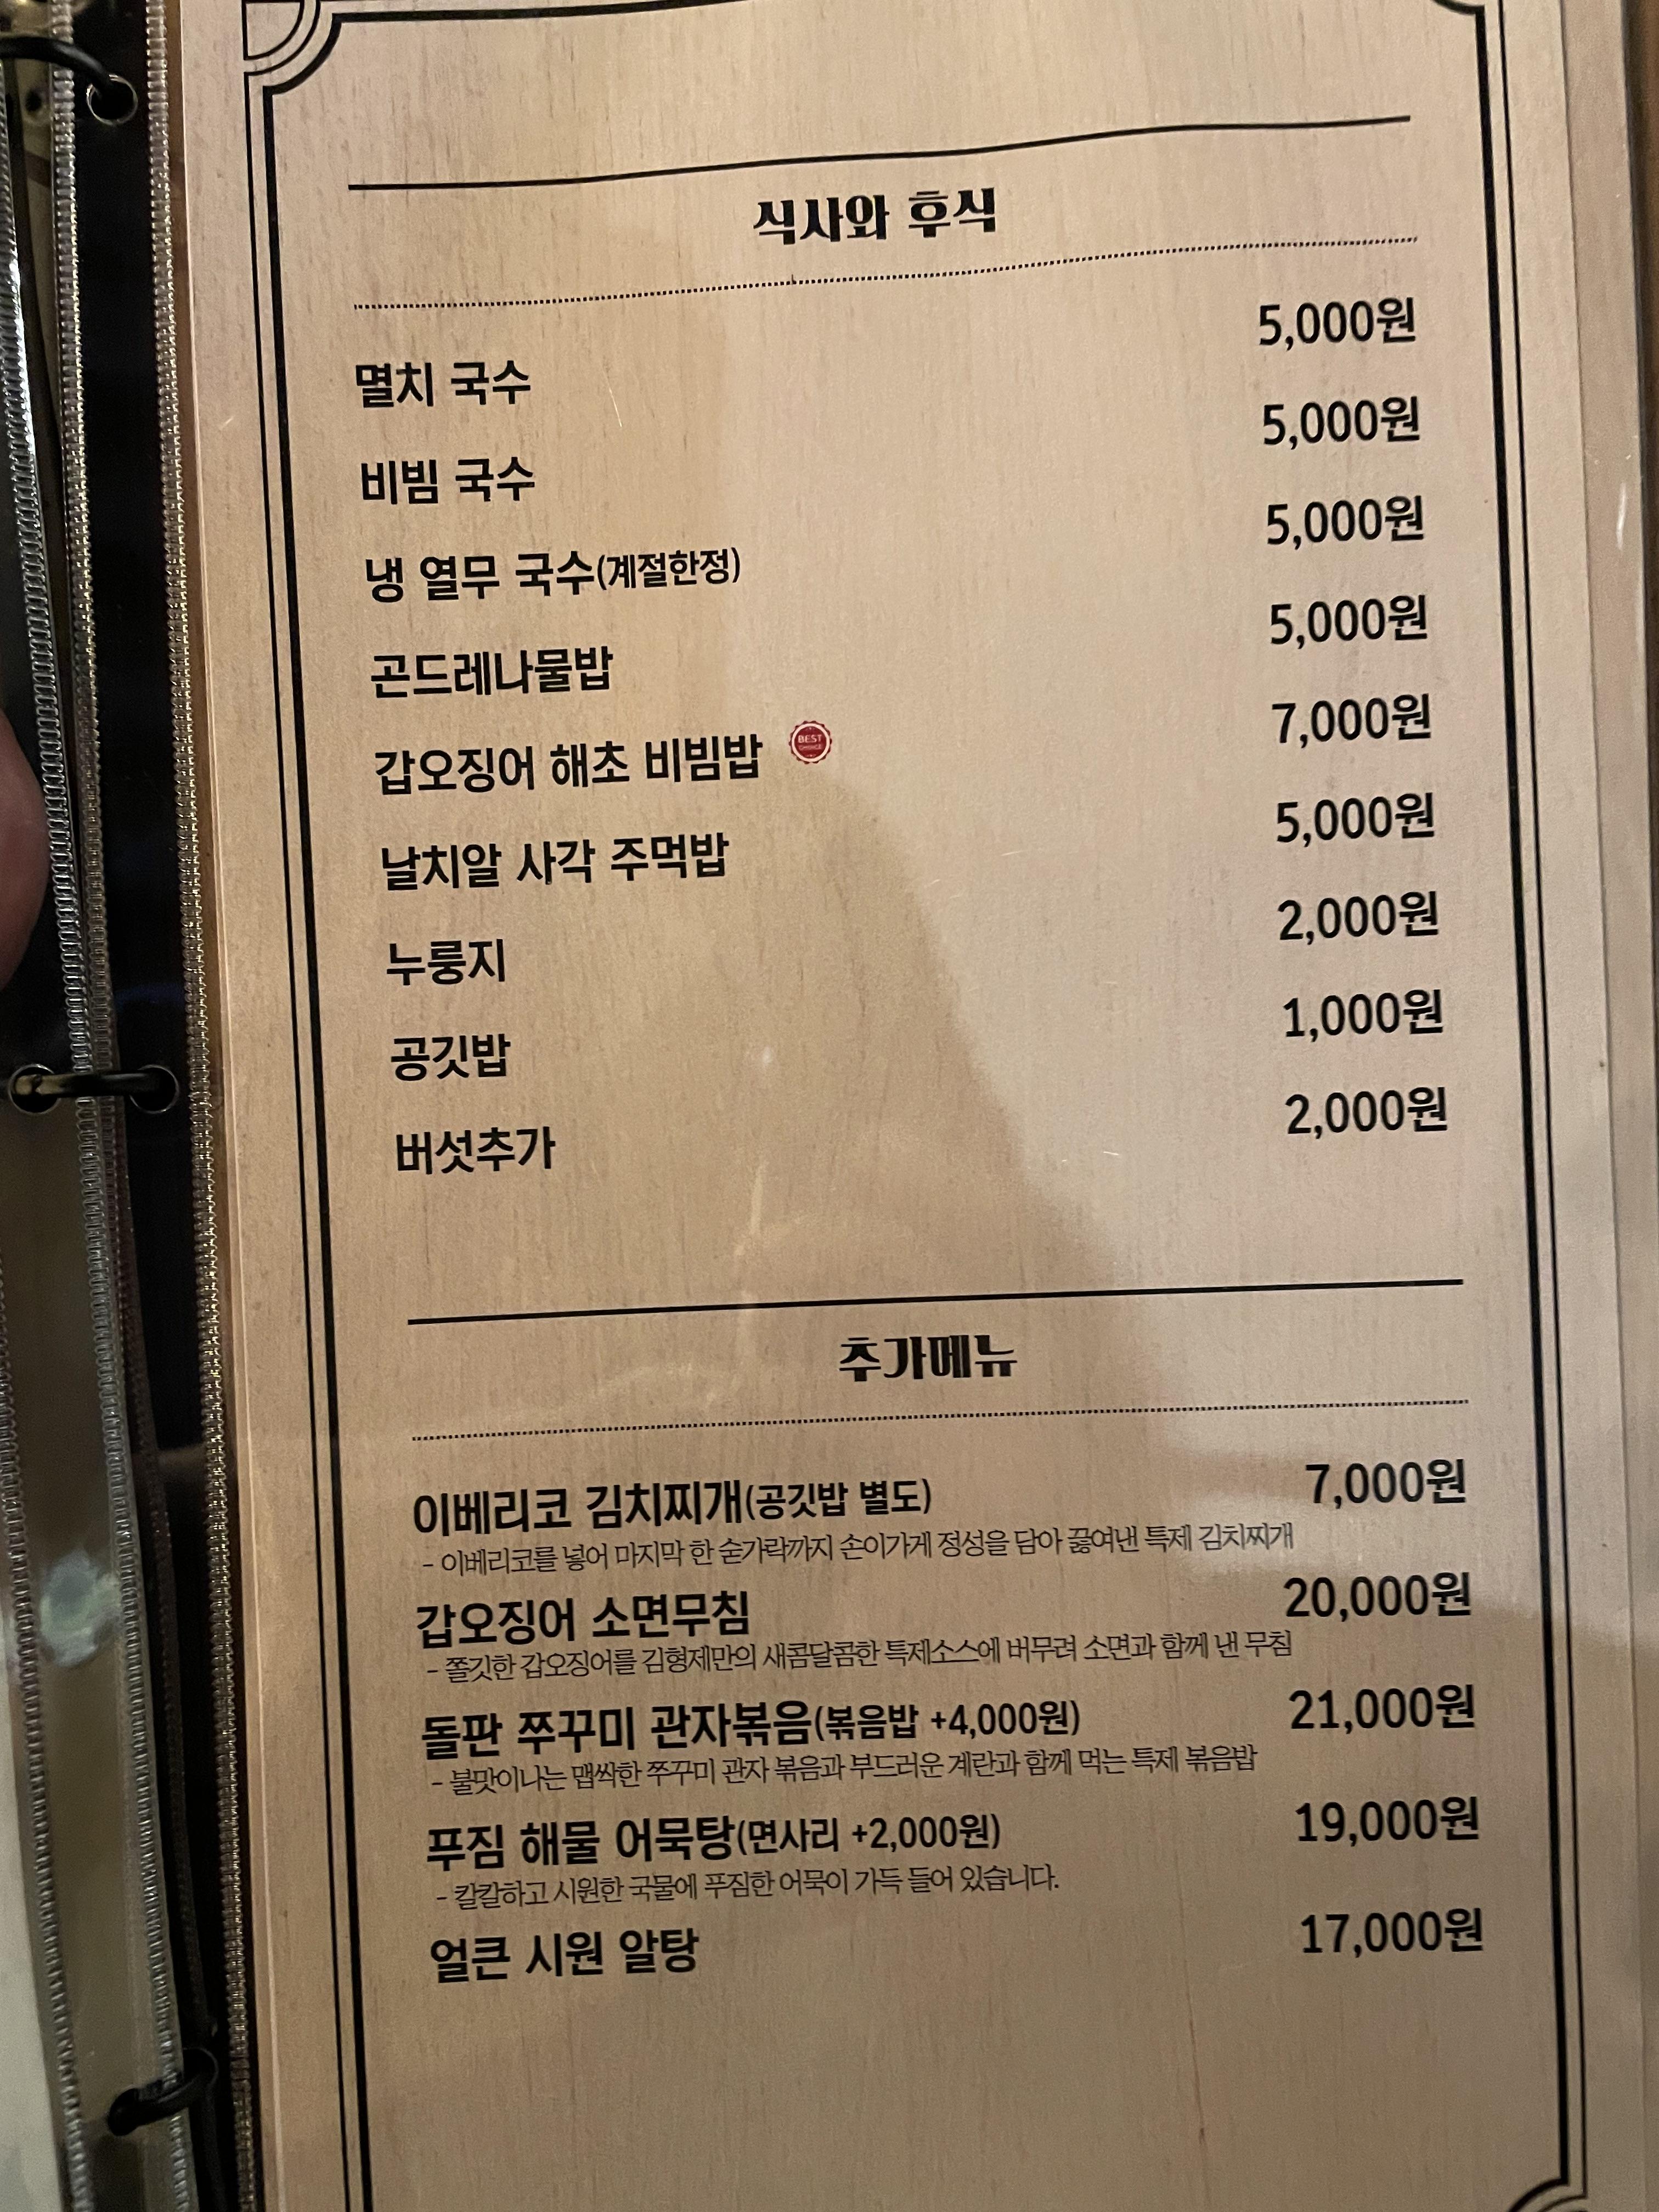 식사와 후식
멸치 국수 5,000원
비빔 국수 5,000원
냉 열무 국수(계절한정) 5,000원
곤드레나물밥 5,000원
갑오징어 해초 비빔밥 BEST CHOICE 7,000원
날치알 사각 주먹밥 5,000원
누룽지 2,000원
공깃밥 1,000원
버섯추가 2,000원
추가메뉴
이베리코 김치찌개(공깃밥 별도) 7,000원
- 이베리코를 넣어 마지막 한 숟가락까지 손이가게 정성을 담아 끓여낸 특제 김치찌개
갑오징어 소면무침 20,000원
- 쫄깃한 갑오징어를 김형제만의 새콤달콤한 특제소스에 버무려 소면과 함께 낸 무침
돌판 쭈꾸미 관자볶음(볶음밥 +4,000원) 21,000원
- 불맛이나는 맵싹한 쭈꾸미 관자 볶음과 부드러운 계란과 함께 먹는 특제 볶음밥
푸짐 해물 어묵탕(면사리 +2,000원) 19,000원
- 칼칼하고 시원한 국물에 푸짐한 어묵이 가득 들어 있습니다.
얼큰 시원 알탕 17,000원